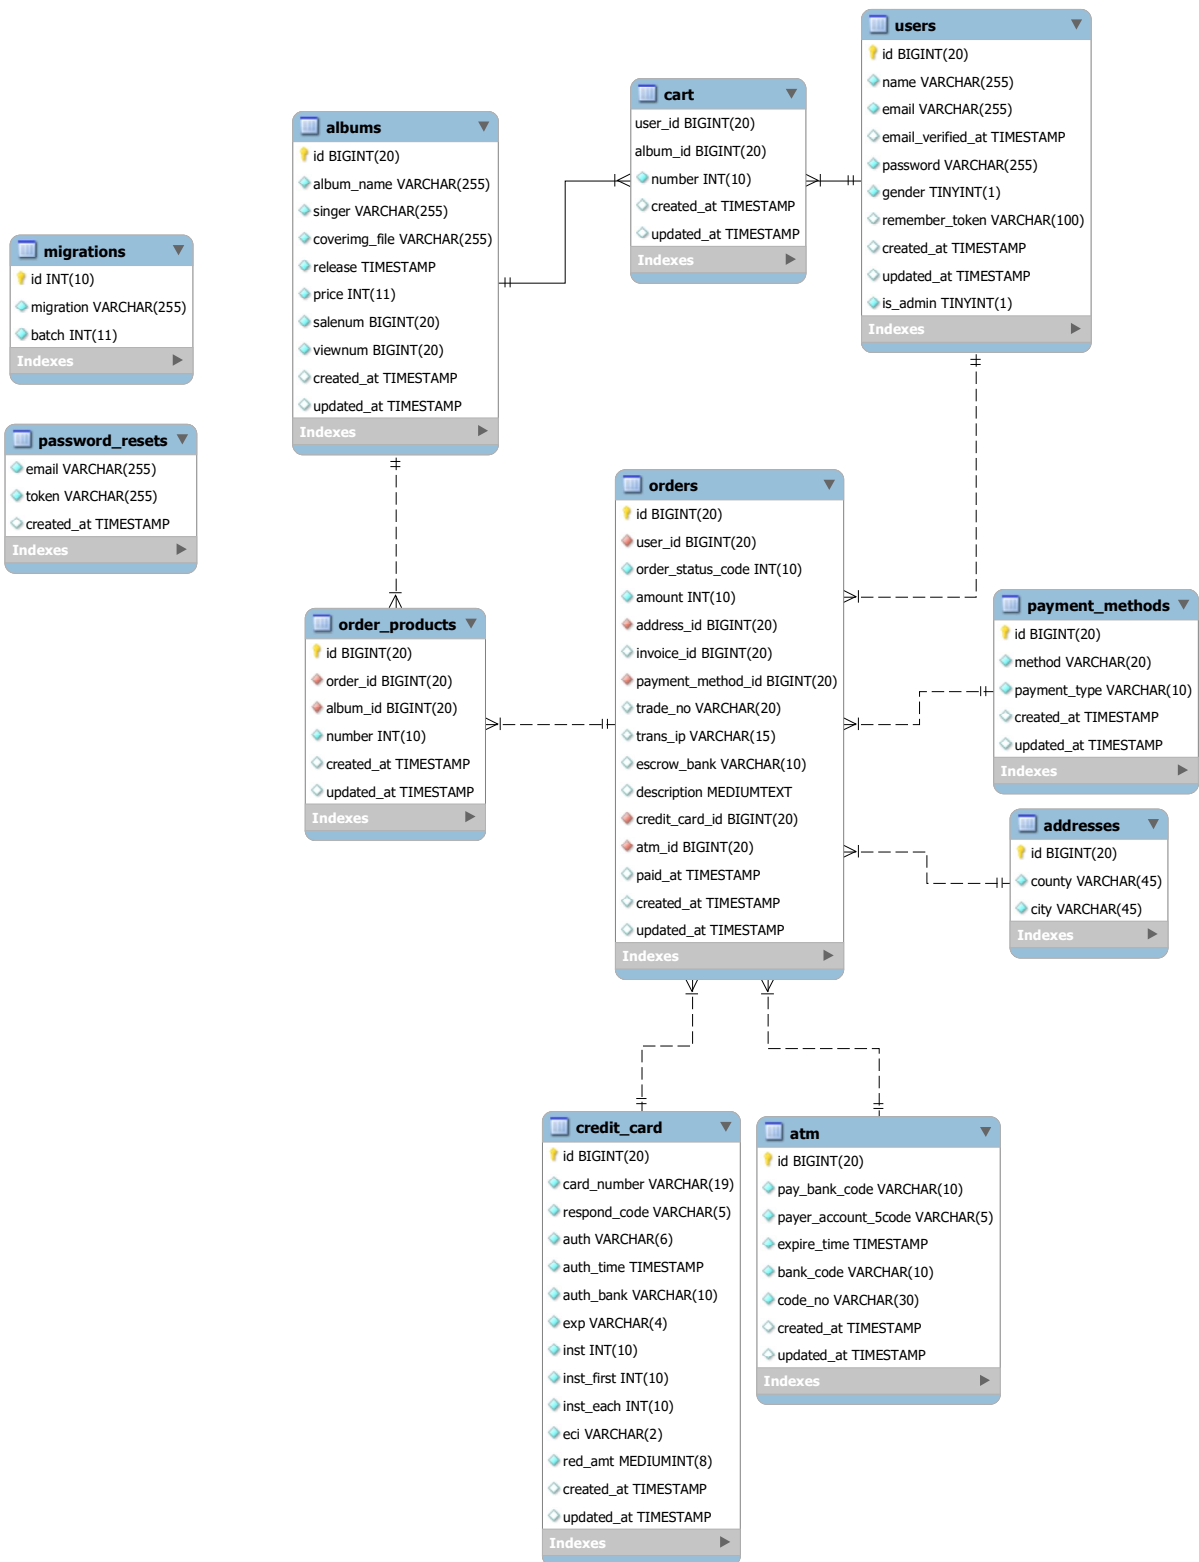 users
id BIGINT(20)
name VARCHAR(255)
email VARCHAR(255)
email_verified_at TIMESTAMP
password VARCHAR(255)
gender TINYINT(1)
remember_token VARCHAR(100)
created_at TIMESTAMP
updated_at TIMESTAMP
is_admin TINYINT(1)
Indexes
cart
user_id BIGINT(20)
album_id BIGINT(20)
number INT(10)
created_at TIMESTAMP
updated_at TIMESTAMP
Indexes
albums
id BIGINT(20)
album_name VARCHAR(255)
singer VARCHAR(255)
coverimg_file VARCHAR(255)
release TIMESTAMP
price INT(11)
salenum BIGINT(20)
viewnum BIGINT(20)
created_at TIMESTAMP
updated_at TIMESTAMP
Indexes
migrations
id INT(10)
migration VARCHAR(255)
batch INT(11)
Indexes
password_resets
email VARCHAR(255)
token VARCHAR(255)
created_at TIMESTAMP
Indexes
orders
id BIGINT(20)
user_id BIGINT(20)
order_status_code INT(10)
amount INT(10)
address_id BIGINT(20)
invoice_id BIGINT(20)
payment_method_id BIGINT(20)
trade_no VARCHAR(20)
trans_ip VARCHAR(15)
escrow_bank VARCHAR(10)
description MEDIUMTEXT
credit_card_id BIGINT(20)
atm_id BIGINT(20)
paid_at TIMESTAMP
created_at TIMESTAMP
updated_at TIMESTAMP
Indexes
order_products
id BIGINT(20)
order_id BIGINT(20)
album_id BIGINT(20)
number INT(10)
created_at TIMESTAMP
updated_at TIMESTAMP
Indexes
payment_methods
id BIGINT(20)
method VARCHAR(20)
payment_type VARCHAR(10)
created_at TIMESTAMP
updated_at TIMESTAMP
Indexes
addresses
id BIGINT(20)
county VARCHAR(45)
city VARCHAR(45)
Indexes
credit_card
id BIGINT(20)
card_number VARCHAR(19)
respond_code VARCHAR(5)
auth VARCHAR(6)
auth_time TIMESTAMP
auth_bank VARCHAR(10)
exp VARCHAR(4)
inst INT(10)
inst_first INT(10)
inst_each INT(10)
eci VARCHAR(2)
red_amt MEDIUMINT(8)
created_at TIMESTAMP
updated_at TIMESTAMP
Indexes
atm
id BIGINT(20)
pay_bank_code VARCHAR(10)
payer_account_5code VARCHAR(5)
expire_time TIMESTAMP
bank_code VARCHAR(10)
code_no VARCHAR(30)
created_at TIMESTAMP
updated_at TIMESTAMP
Indexes